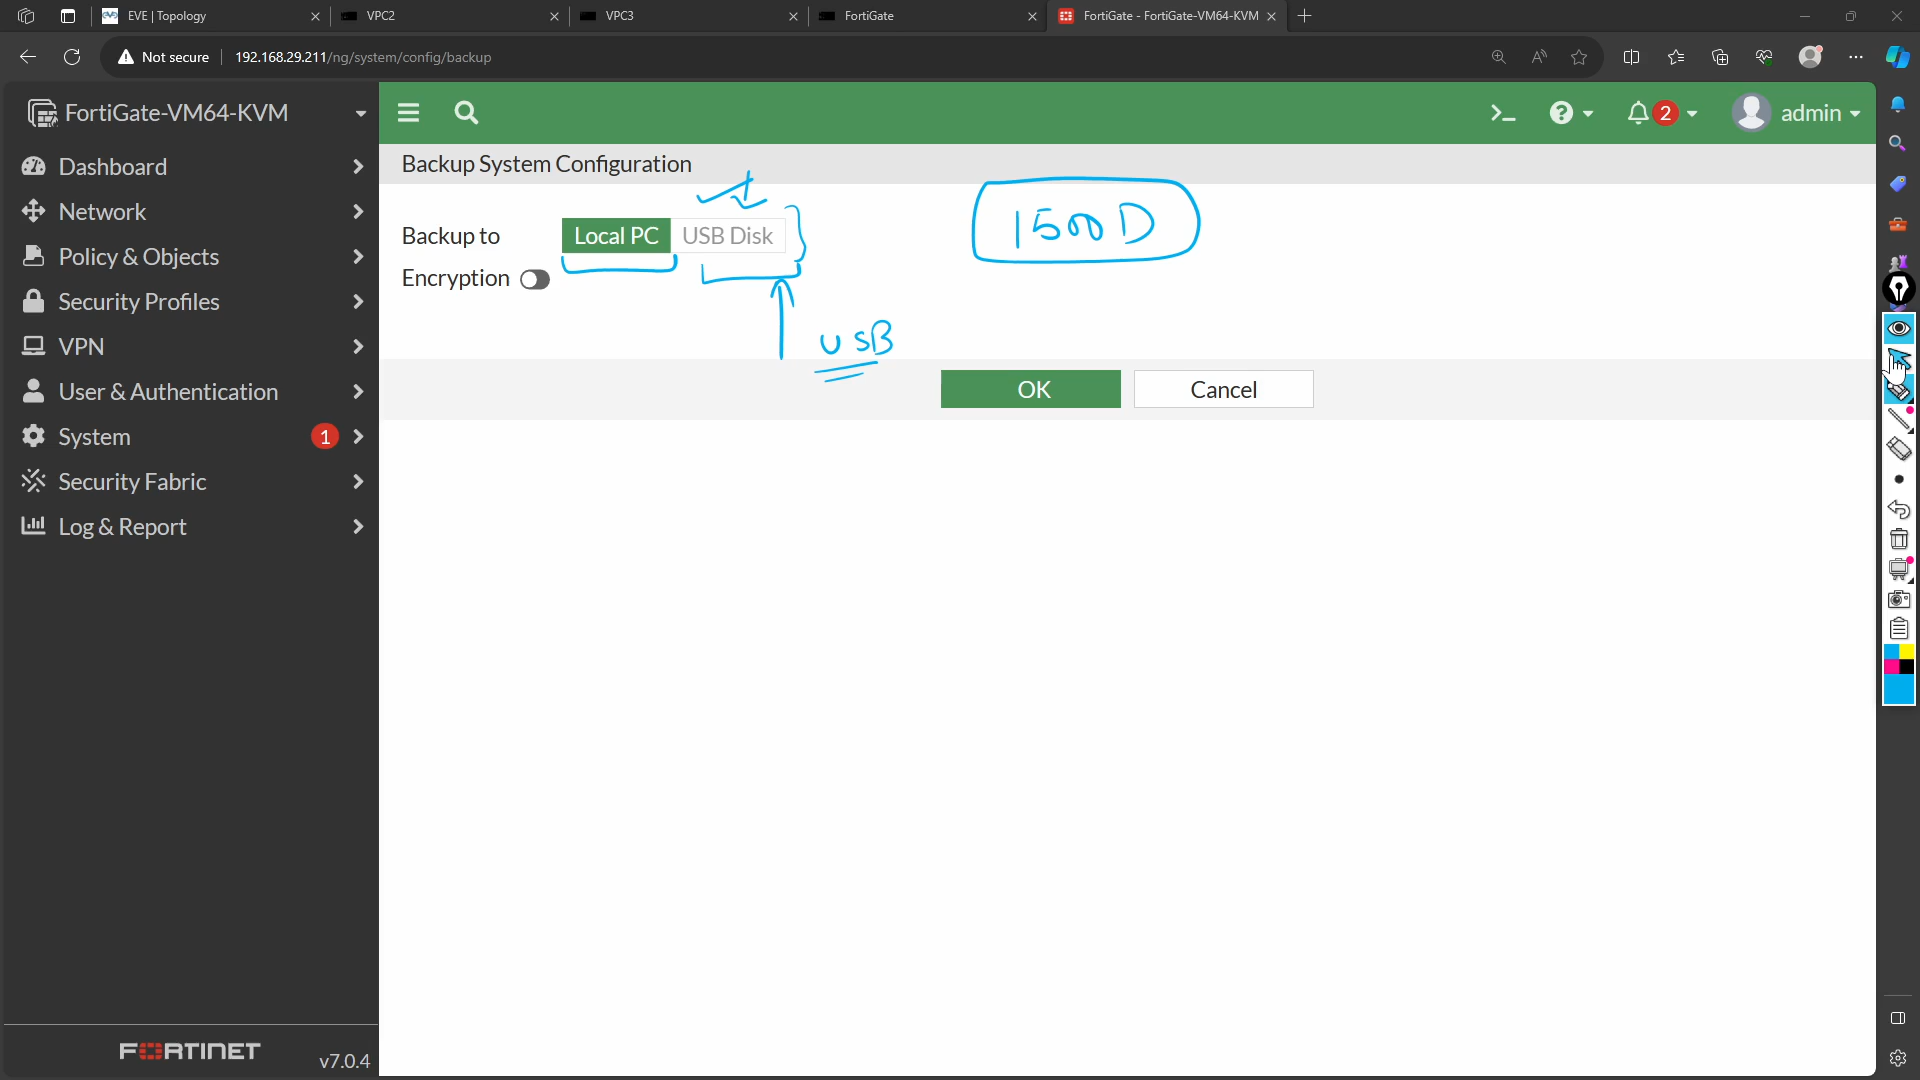 EVE | Topology
VPC2
VPC3
FortiGate
FortiGate - FortiGate-VM64-KVM
Not secure
192.168.29.211/ng/system/config/backup
FortiGate-VM64-KVM
2
admin
Dashboard
Network
Policy & Objects
Security Profiles
VPN
User & Authentication
System
1
Security Fabric
Log & Report
Backup System Configuration
Backup to
Local PC
USB Disk
1500D
Encryption
USB
OK
Cancel
FORTINET
v7.0.4